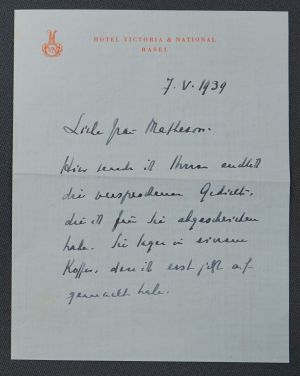 HOTEL VICTORIA & NATIONAL
BASEL
7. V. 1939
Liebe Frau Matheson.
Hier sende ich Ihnen endlich
die versprochenen Gedichte,
die ich für Sie abgeschrieben
habe. Sie lagen in einem
Koffer, den ich erst jetzt auf
gemacht habe.